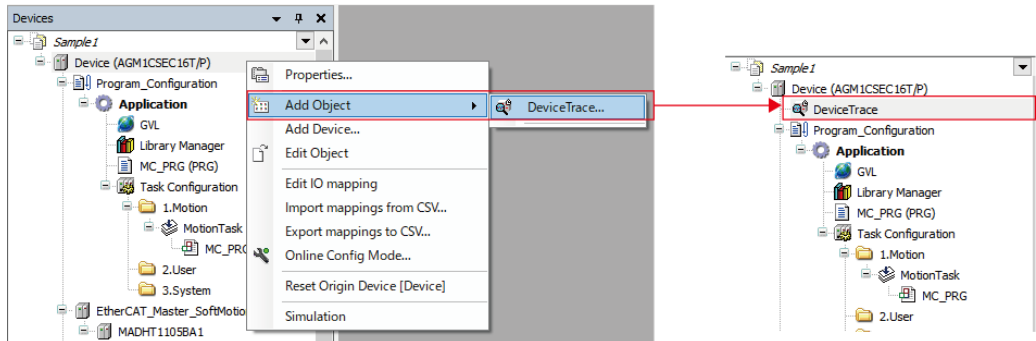 Devices
Sample1
Device (AGM1CSEC16T/P)
Program_Configuration
Application
GVL
Library Manager
MC_PRG (PRG)
Task Configuration
1.Motion
MotionTask
MC_PRG
2.User
3.System
EtherCAT_Master_SoftMotio
MADHT1105BA1
Properties...
Add Object
Add Device...
Edit Object
Edit IO mapping
Import mappings from CSV...
Export mappings to CSV...
Online Config Mode...
Reset Origin Device [Device]
Simulation
DeviceTrace...
Sample1
Device (AGM1CSEC16T/P)
DeviceTrace
Program_Configuration
Application
GVL
Library Manager
MC_PRG (PRG)
Task Configuration
1.Motion
MotionTask
MC_PRG
2.User